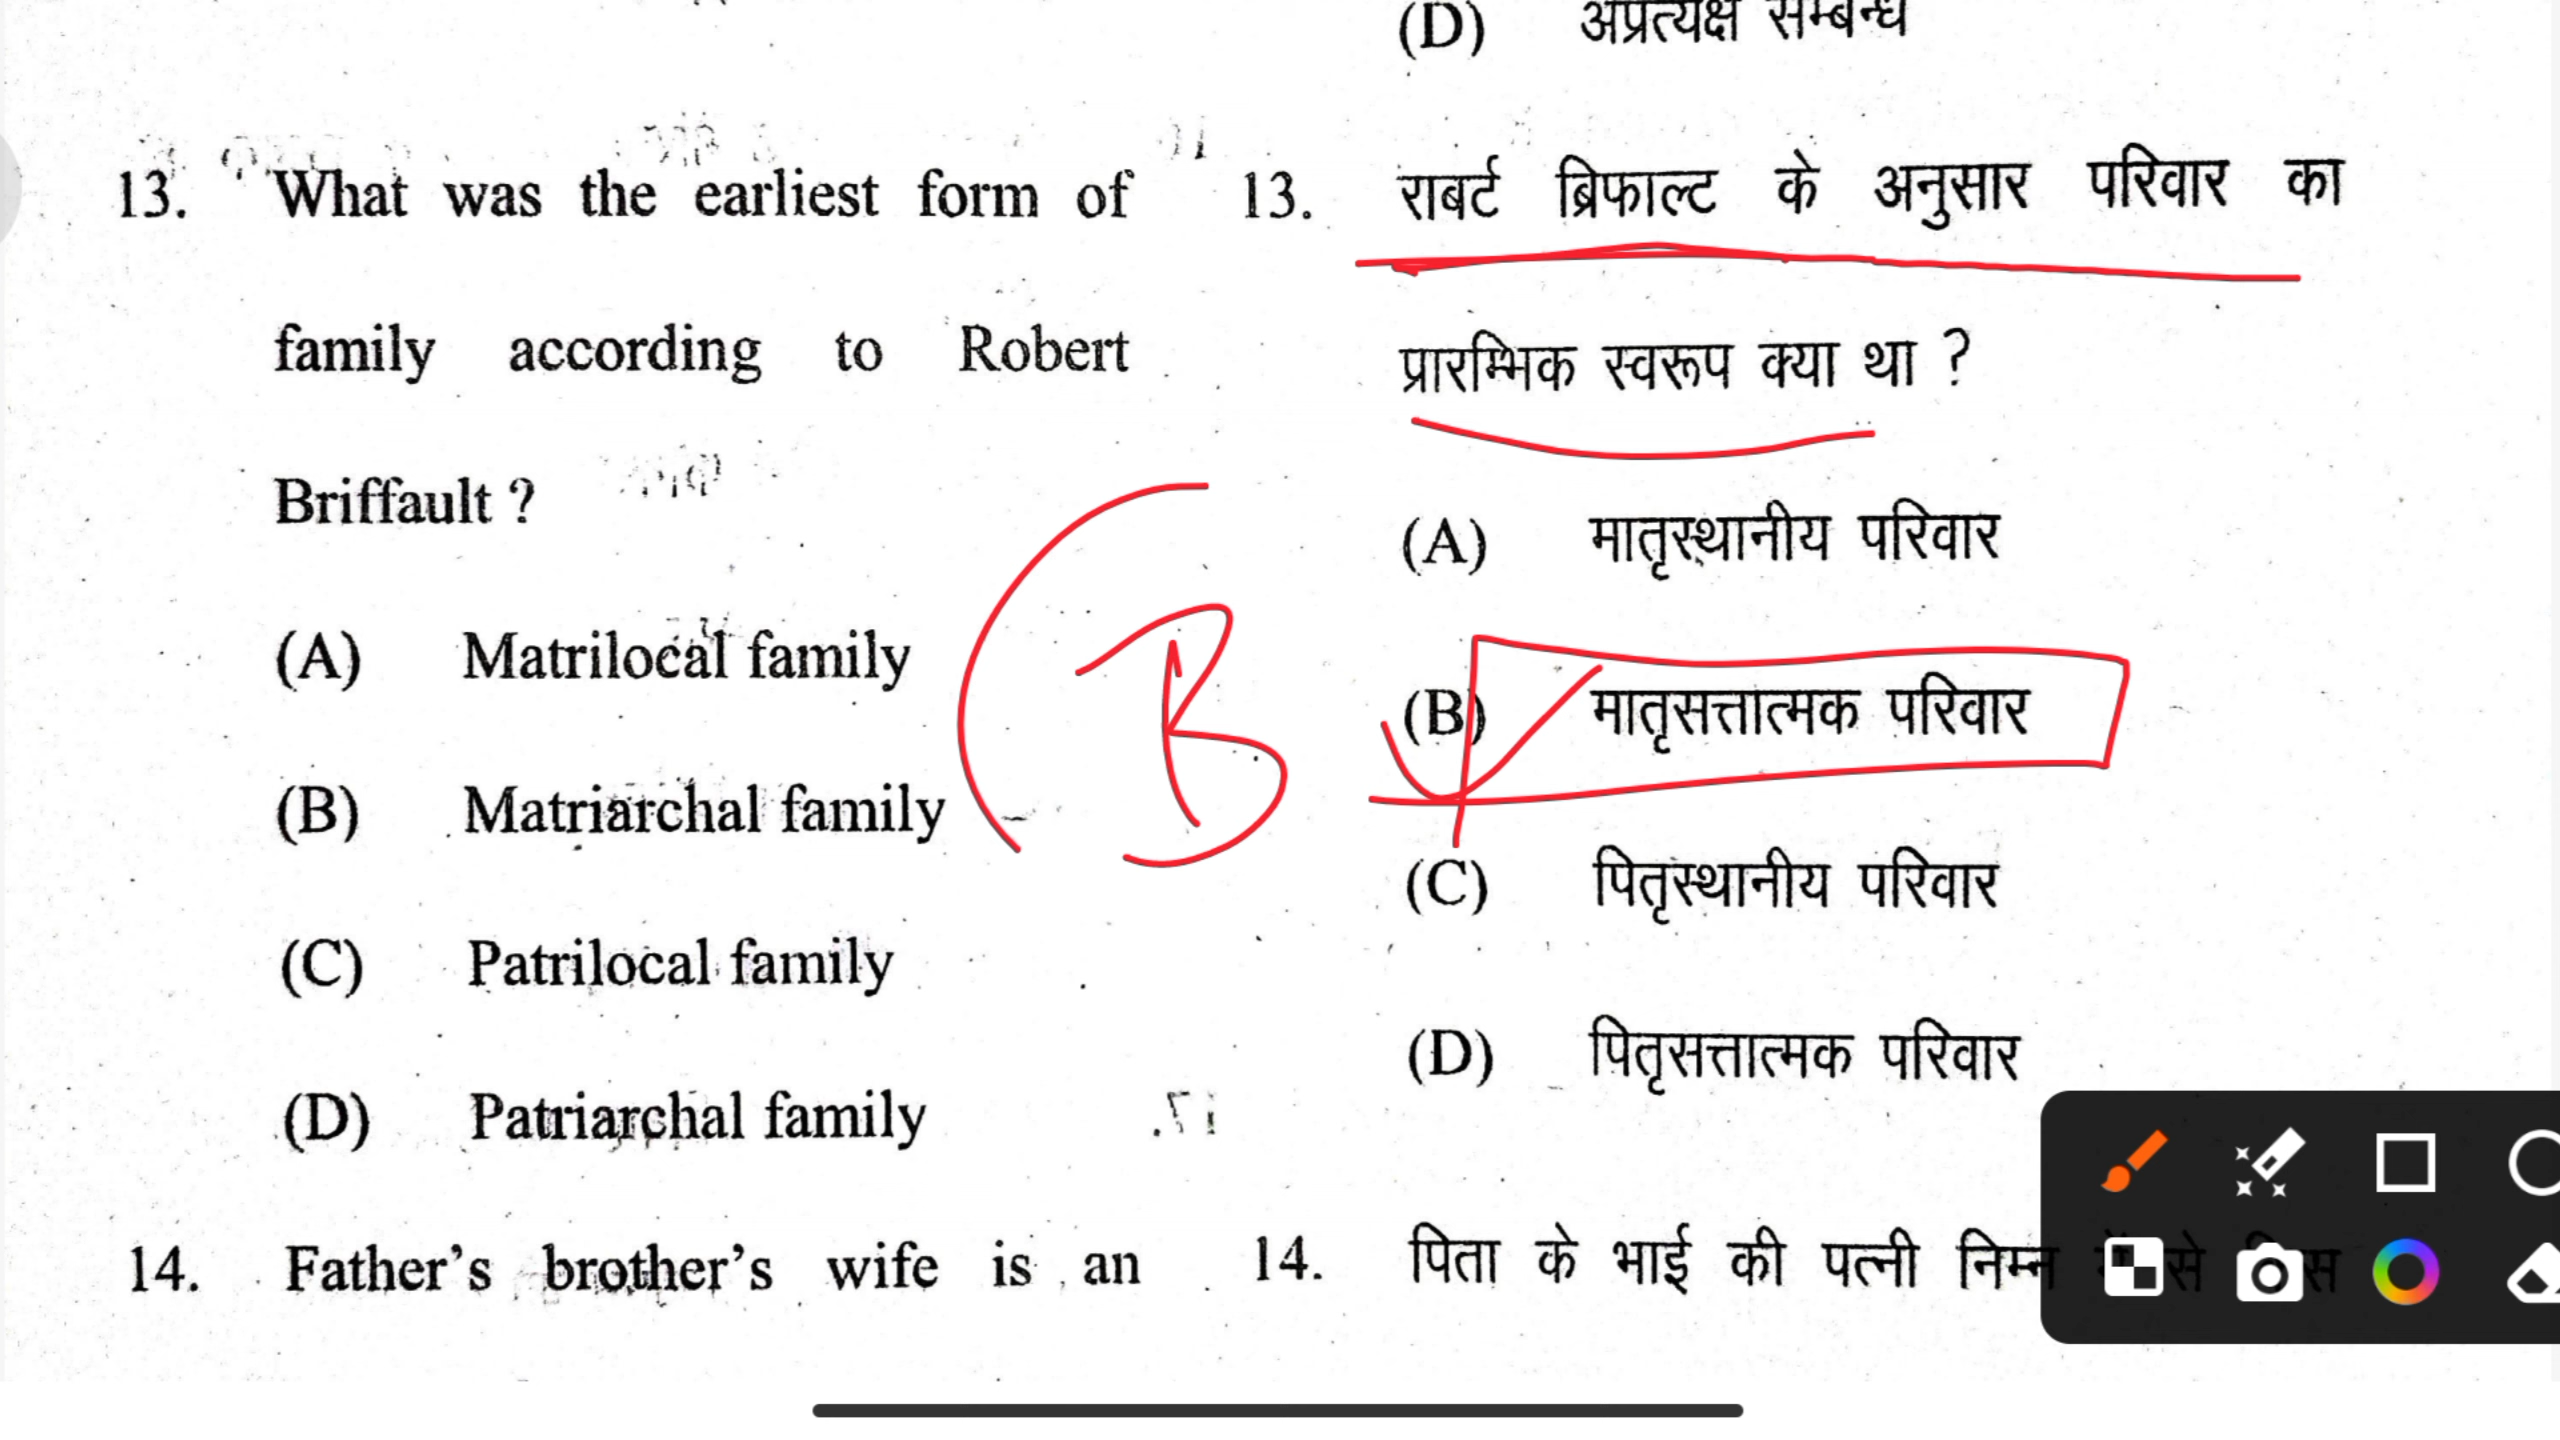 (D) अप्रत्यक्ष सम्बन्ध
13. What was the earliest form of
family according to Robert
Briffault ?
(A) Matrilocal family
(B) Matriarchal family
(C) Patrilocal family
(D) Patriarchal family
14. Father's brother's wife is an
13. राबर्ट ब्रिफाल्ट के अनुसार परिवार का
प्रारम्भिक स्वरूप क्या था ?
(A) मातृस्थानीय परिवार
(B) मातृसत्तात्मक परिवार
(C) पितृस्थानीय परिवार
(D) पितृसत्तात्मक परिवार
14. पिता के भाई की पत्नी निम्न में से
B